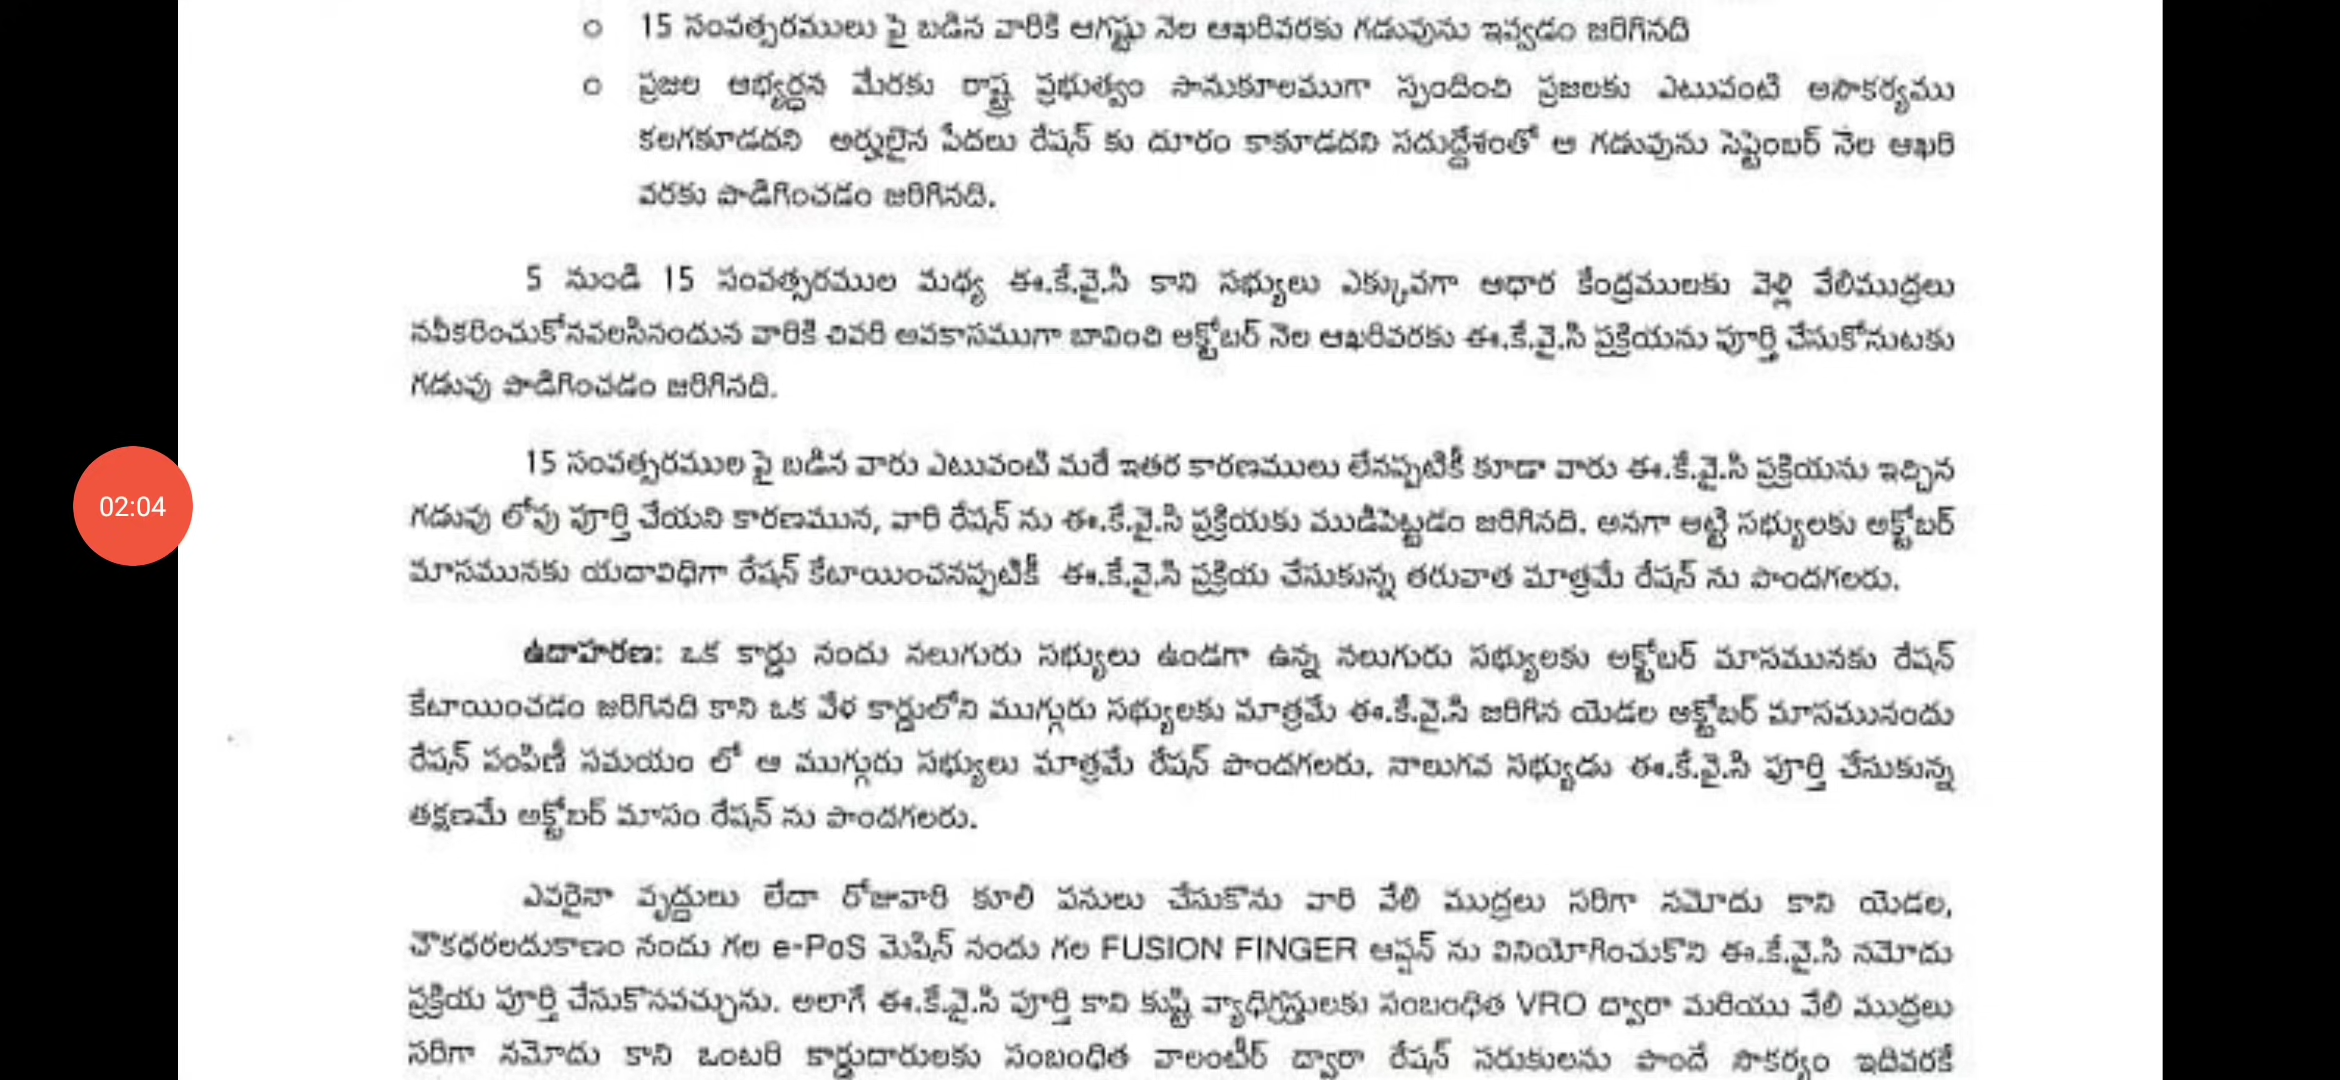 o 15 సంవత్సరములు పై బడిన వారికి ఆగష్టు నెల ఆఖరివరకు గడువును ఇవ్వడం జరిగినది
o ప్రజల అభ్యర్ధన మేరకు రాష్ట్ర ప్రభుత్వం సానుకూలముగా స్పందించి ప్రజలకు ఎటువంటి అసౌకర్యము
కలగకూడదని అర్హులైన పేదలు రేషన్ కు దూరం కాకూడదని సదుద్దేశంతో ఆ గడువును సెప్టెంబర్ నెల ఆఖరి
వరకు పొడిగించడం జరిగినది.
5 నుండి 15 సంవత్సరముల మధ్య ఈ.కే.వై.సి కాని సభ్యులు ఎక్కువగా ఆధార కేంద్రములకు వెళ్లి వేలిముద్రలు
నవీకరించుకోనవలసినందున వారికి చివరి అవకాసముగా బావించి అక్టోబర్ నెల ఆఖరివరకు ఈ.కే.వై.సి ప్రక్రియను పూర్తి చేసుకోనుటకు
గడువు పొడిగించడం జరిగినది.
15 సంవత్సరముల పై బడిన వారు ఎటువంటి మరే ఇతర కారణములు లేనప్పటికీ కూడా వారు ఈ.కే.వై.సి ప్రక్రియను ఇచ్చిన
గడువు లోపు పూర్తి చేయని కారణమున, వారి రేషన్ ను ఈ.కే.వై.సి ప్రక్రియకు ముడిపెట్టడం జరిగినది. అనగా అట్టి సభ్యులకు అక్టోబర్
మాసమునకు యదావిధిగా రేషన్ కేటాయించనప్పటికీ ఈ.కే.వై.సి ప్రక్రియ చేసుకున్న తరువాత మాత్రమే రేషన్ ను పొందగలరు.
ఉదాహరణ: ఒక కార్డు నందు నలుగురు సభ్యులు ఉండగా ఉన్న నలుగురు సభ్యులకు అక్టోబర్ మాసమునకు రేషన్
కేటాయించడం జరిగినది కాని ఒక వేళ కార్డులోని ముగ్గురు సభ్యులకు మాత్రమే ఈ.కే.వై.సి జరిగిన యెడల అక్టోబర్ మాసమునందు
రేషన్ పంపిణీ సమయం లో ఆ ముగ్గురు సభ్యులు మాత్రమే రేషన్ పొందగలరు. నాలుగవ సభ్యుడు ఈ.కే.వై.సి పూర్తి చేసుకున్న
తక్షణమే అక్టోబర్ మాసం రేషన్ ను పొందగలరు.
ఎవరైనా వృద్ధులు లేదా రోజువారి కూలి పనులు చేసుకొను వారి వేలి ముద్రలు సరిగా నమోదు కాని యెడల,
చౌకధరలదుకాణం నందు గల e-PoS మెషిన్ నందు గల FUSION FINGER ఆప్షన్ ను వినియోగించుకొని ఈ.కే.వై.సి నమోదు
ప్రక్రియ పూర్తి చేసుకొనవచ్చును. అలాగే ఈ.కే.వై.సి పూర్తి కాని కుష్టి వ్యాధిగ్రస్తులకు సంబంధిత VRO ద్వారా మరియు వేలి ముద్రలు
సరిగా నమోదు కాని ఒంటరి కార్డుదారులకు సంబంధిత వాలంటీర్ ద్వారా రేషన్ సరుకులను పొందే సౌకర్యం ఇదివరకే
02:04